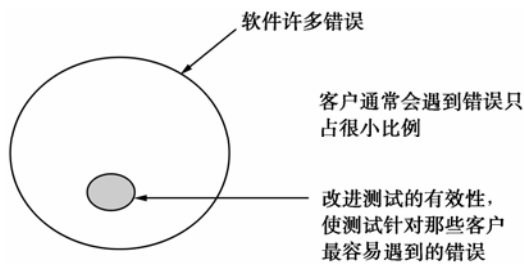 软件许多错误
客户通常会遇到错误只
占很小比例
改进测试的有效性，
使测试针对那些客户
最容易遇到的错误